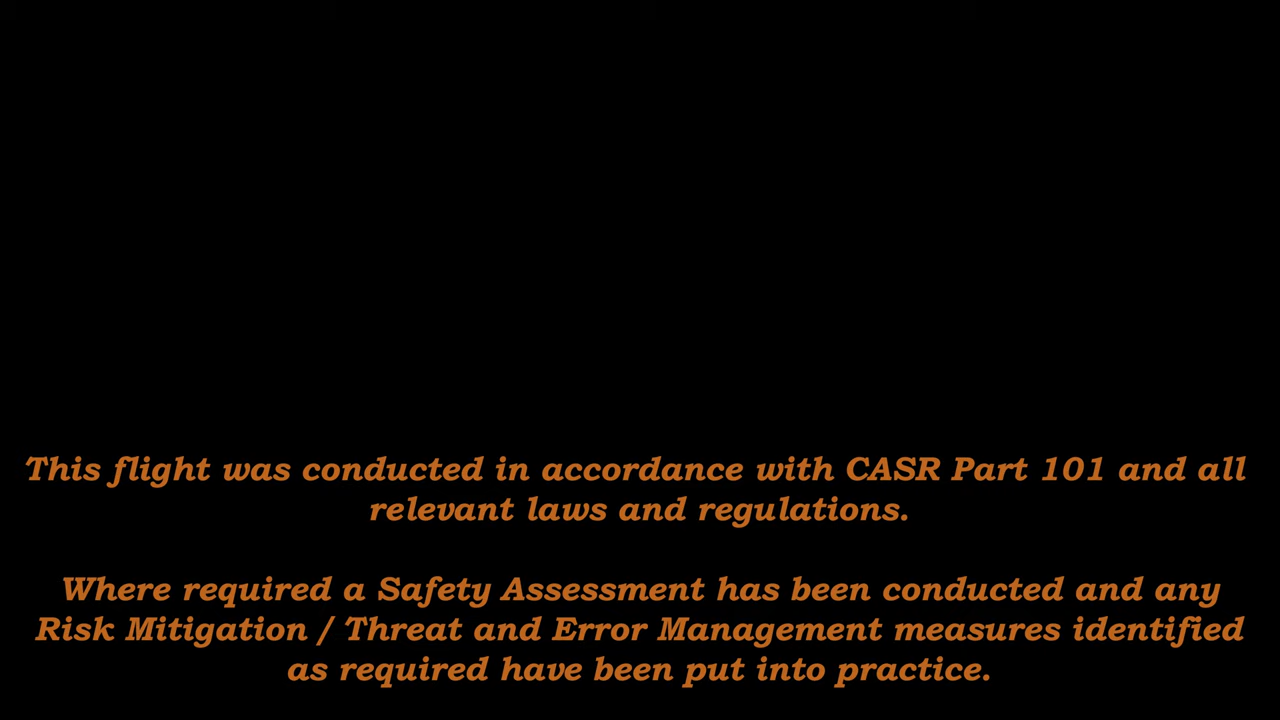 This flight was conducted in accordance with CASR Part 101 and all
relevant laws and regulations.
Where required a Safety Assessment has been conducted and any
Risk Mitigation / Threat and Error Management measures identified
as required have been put into practice.